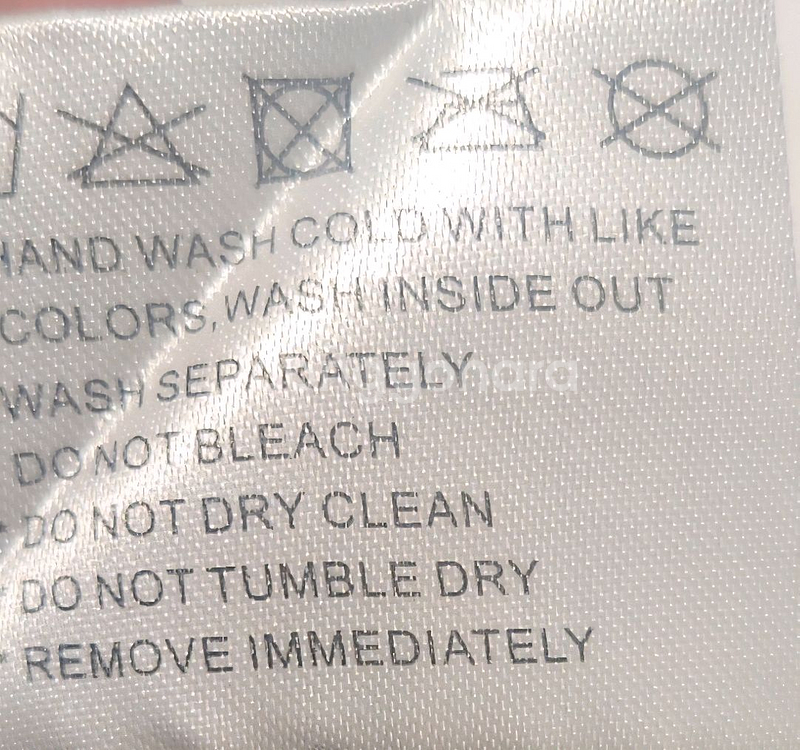 HAND WASH COLD WITH LIKE
COLORS, WASH INSIDE OUT
WASH SEPARATELY
DO NOT BLEACH
* DO NOT DRY CLEAN
* DO NOT TUMBLE DRY
* REMOVE IMMEDIATELY